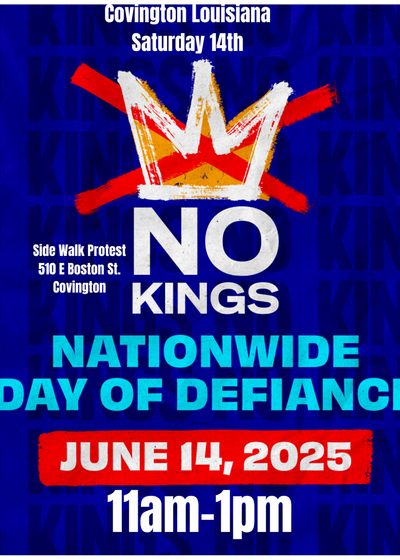 Covington Louisiana
Saturday 14th
NO
KINGS
Side Walk Protest
510 E Boston St.
Covington
NATIONWIDE
DAY OF DEFIANCE
JUNE 14, 2025
11am-1pm